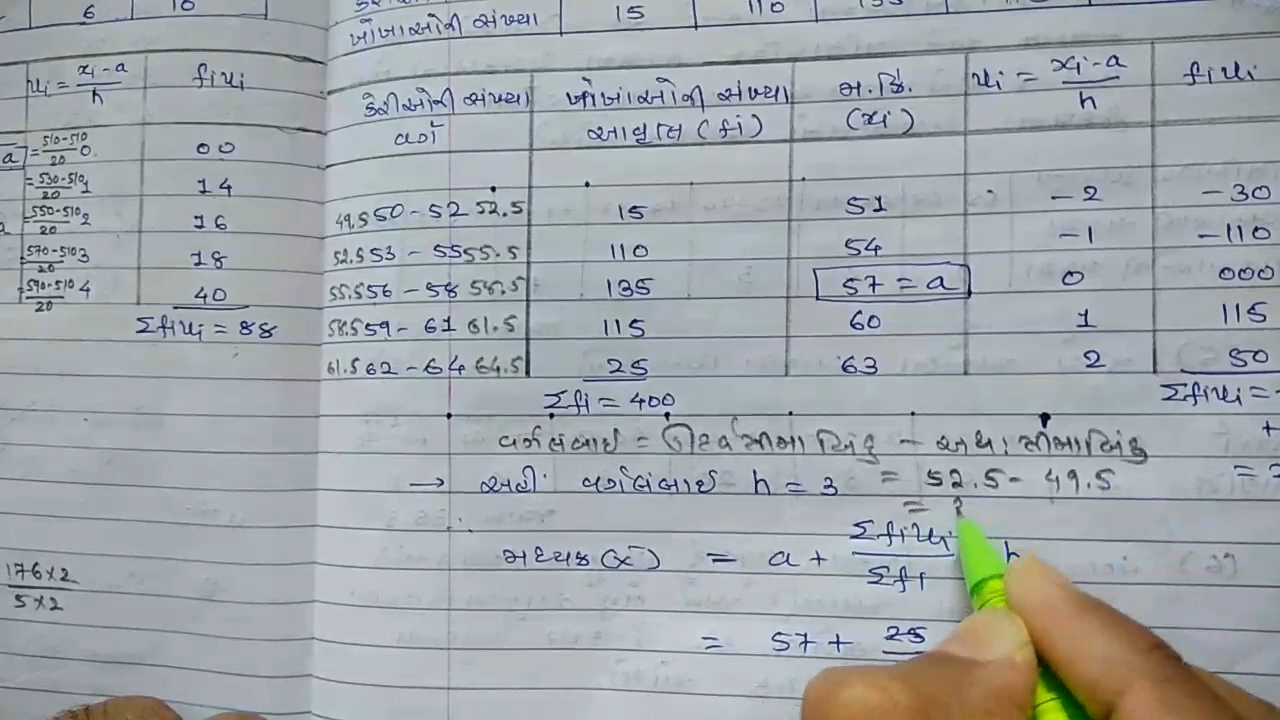 6 10
ખોખાઓની સંખ્યા 15 110
ui = xi-a/h fiui
a =510-510/20 0 00
=530-510/20 1 14
=550-510/20 2 16
=570-510/20 3 18
=590-510/20 4 40
Σfiui = 88
કેરીઓની સંખ્યા ખોખાઓની સંખ્યા મ.કિં. ui = xi-a/h fiui
વર્ગ આવૃત્તિ (fi) (xi)
49.5 50 - 52 52.5 15 51 -2 -30
52.5 53 - 55 55.5 110 54 -1 -110
55.5 56 - 58 58.5 135 57 = a 0 000
58.5 59 - 61 61.5 115 60 1 115
61.5 62 - 64 64.5 25 63 2 50
Σfi = 400 Σfiui =
વર્ગલંબાઈ = ઊર્ધ્વસીમાબિંદુ - અધઃસીમાબિંદુ
→ અહીં વર્ગલંબાઈ h = 3 = 52.5 - 49.5
=
∴ મધ્યક (x̄) = a + Σfiui/Σfi h
176×2/5×2
= 57 + 25